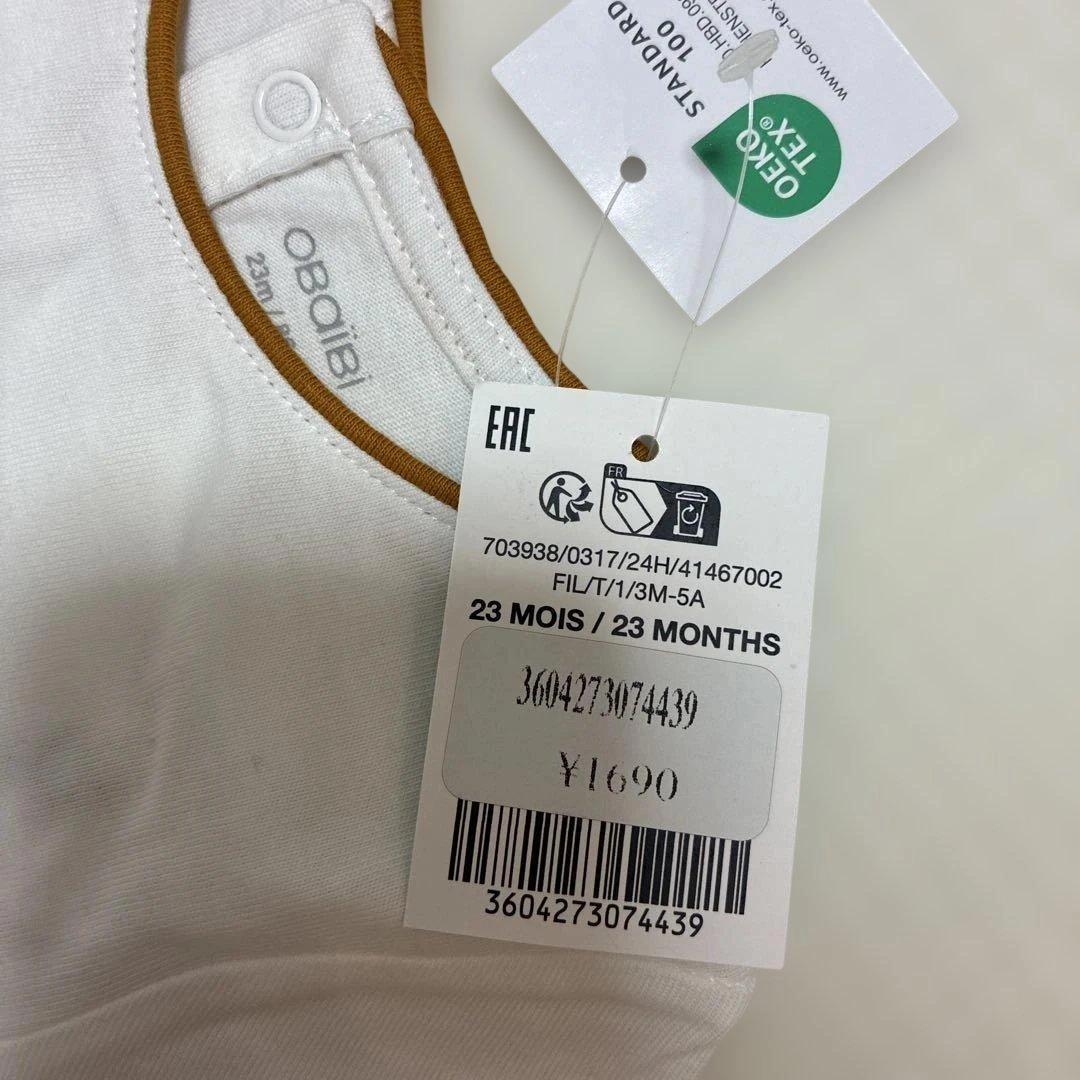 STANDARD
100
www.oeko-tex.
OEKO
TEX®
OBaïBi
23m /
EAC
FR
703938/0317/24H/41467002
FIL/T/1/3M-5A
23 MOIS / 23 MONTHS
3604273074439
¥1690
3604273074439